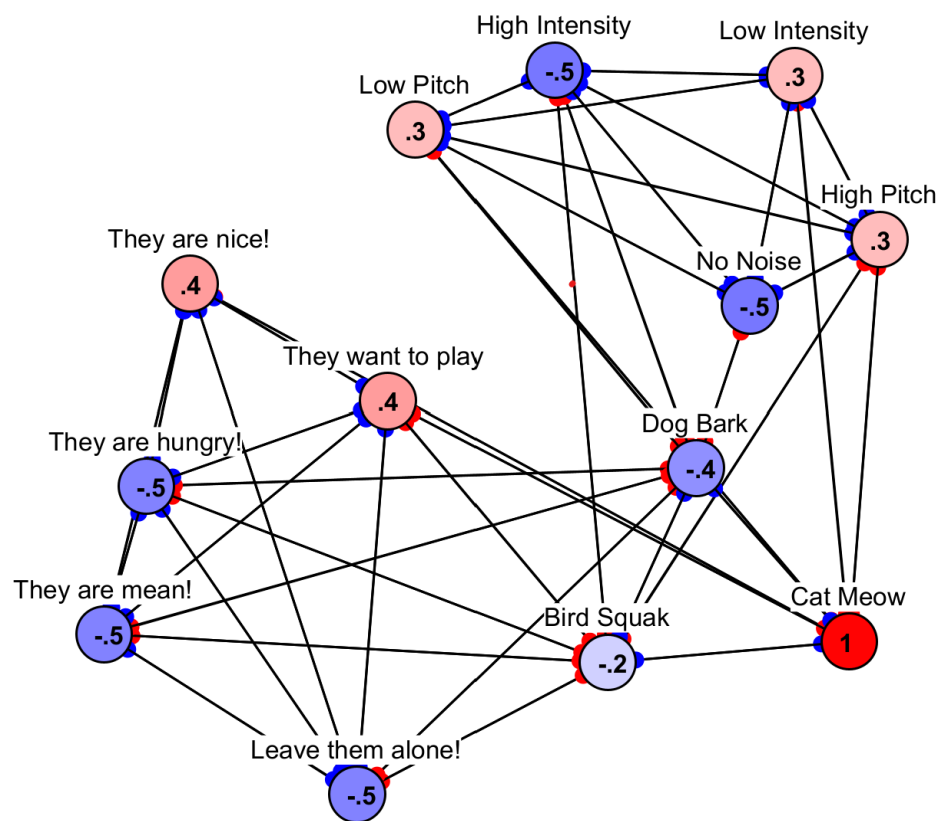 High Intensity
-.5
Low Intensity
.3
Low Pitch
.3
High Pitch
.3
No Noise
-.5
They are nice!
.4
They want to play
.4
They are hungry!
-.5
Dog Bark
-.4
They are mean!
-.5
Bird Squak
-.2
Cat Meow
1
Leave them alone!
-.5